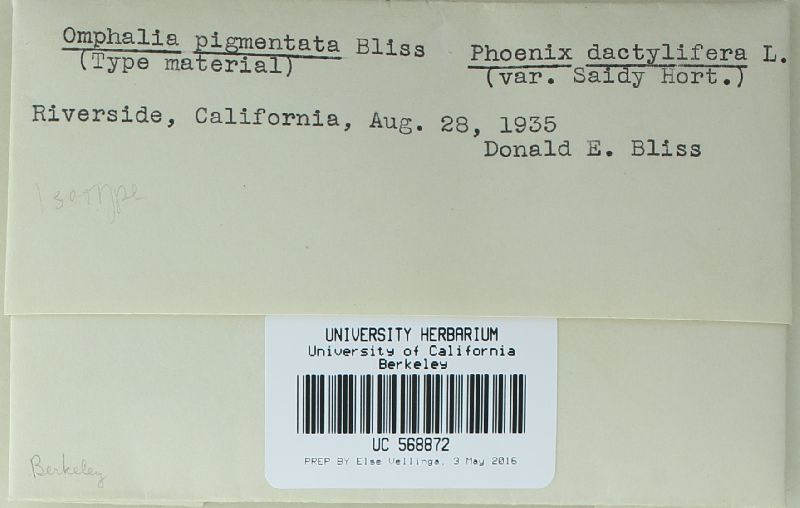 Omphalia pigmentata Bliss Phoenix dactylifera L.
(Type material) (var. Saidy Hort.)
Riverside, California, Aug. 28, 1935
Donald E. Bliss
Isotype
UNIVERSITY HERBARIUM
University of California
Berkeley
UC 568872
PREP BY Else Vellinga, 3 May 2016
Berkeley